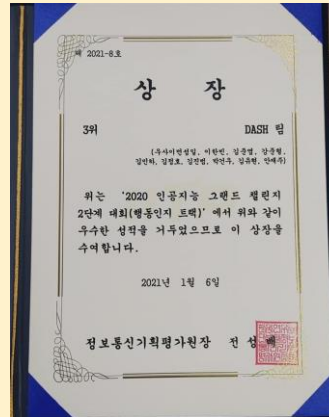 제 2021-8호
상 장
3위 DASH 팀
위는 '2020 인공지능 그랜드 챌린지
2단계 대회(행동인지 트랙)' 에서 위와 같이
우수한 성적을 거두었으므로 이 상장을
수여합니다.
2021년 1월 6일
정보통신기획평가원장 전성배